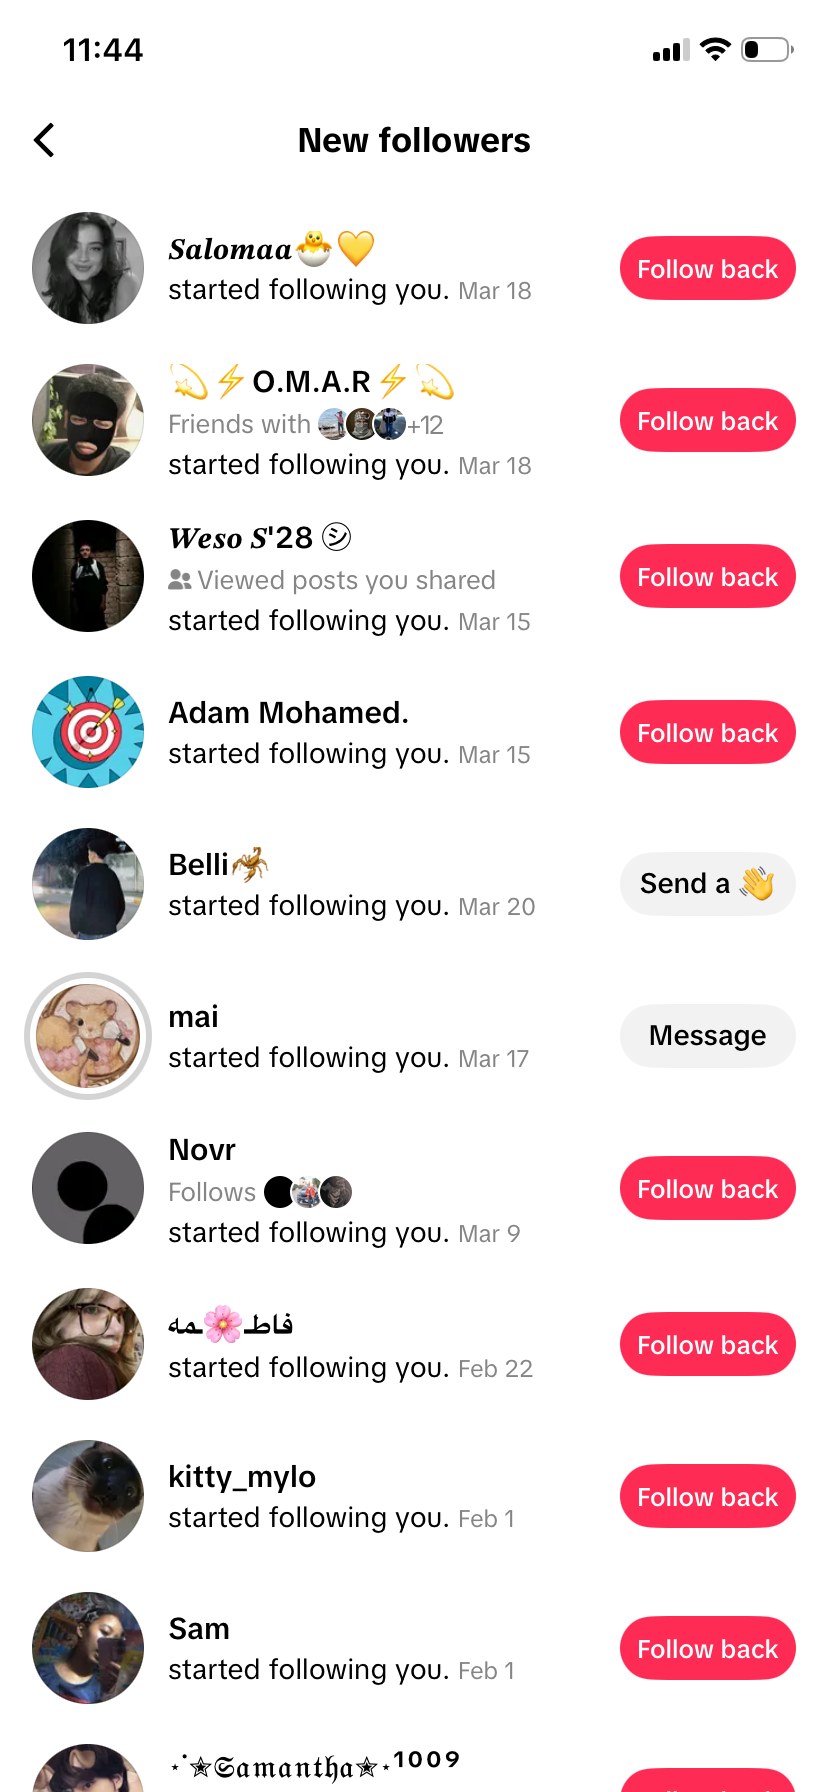 11:44
New followers
Salomaa🐣💛
started following you. Mar 18
Follow back
💫⚡O.M.A.R⚡💫
Friends with +12
started following you. Mar 18
Follow back
Weso S'28 ㋛
Viewed posts you shared
started following you. Mar 15
Follow back
Adam Mohamed.
started following you. Mar 15
Follow back
Belli🦂
started following you. Mar 20
Send a 👋
mai
started following you. Mar 17
Message
Novr
Follows
started following you. Mar 9
Follow back
فاطـ🌸ـمه
started following you. Feb 22
Follow back
kitty_mylo
started following you. Feb 1
Follow back
Sam
started following you. Feb 1
Follow back
⋆˙✯𝔖𝔞𝔪𝔞𝔫𝔱𝔥𝔞✯⋆¹⁰⁰⁹